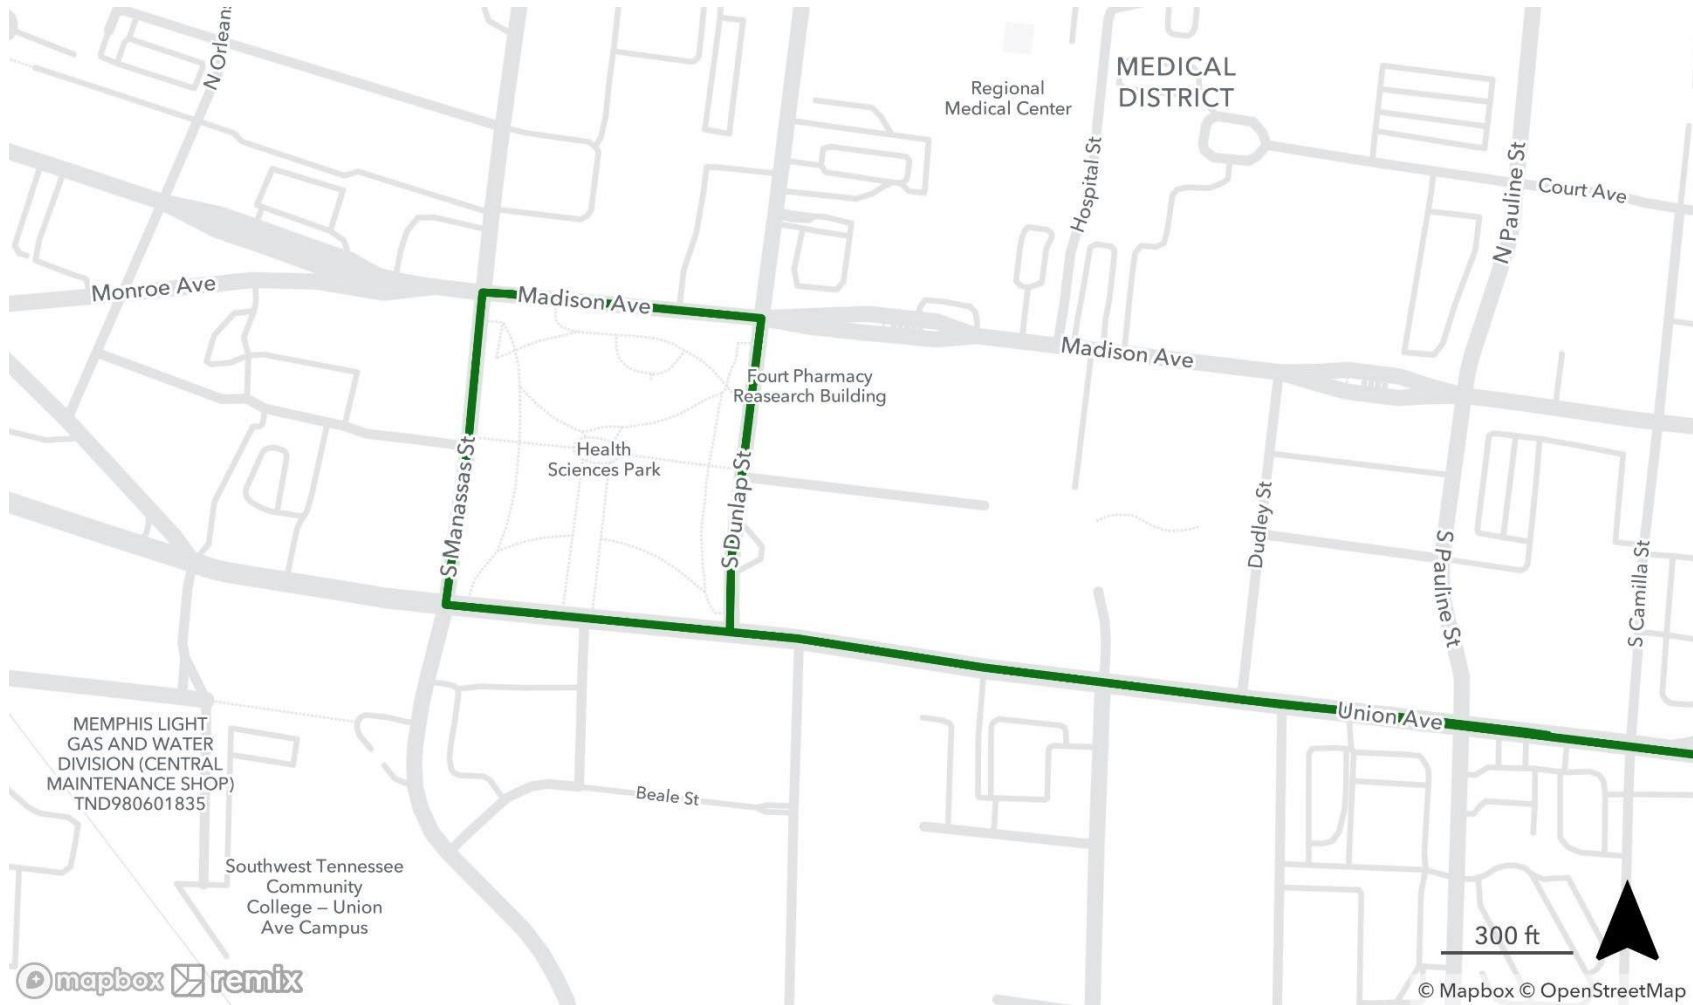 N Orleans
MEDICAL
DISTRICT
Regional
Medical Center
Hospital St
N Pauline St
Court Ave
Monroe Ave
Madison Ave
Madison Ave
Fourt Pharmacy
Reasearch Building
Health
Sciences Park
S Manassas St
S Dunlap St
Dudley St
S Pauline St
S Camilla St
Union Ave
MEMPHIS LIGHT
GAS AND WATER
DIVISION (CENTRAL
MAINTENANCE SHOP)
TND980601835
Beale St
Southwest Tennessee
Community
College – Union
Ave Campus
300 ft
mapbox remix
© Mapbox © OpenStreetMap